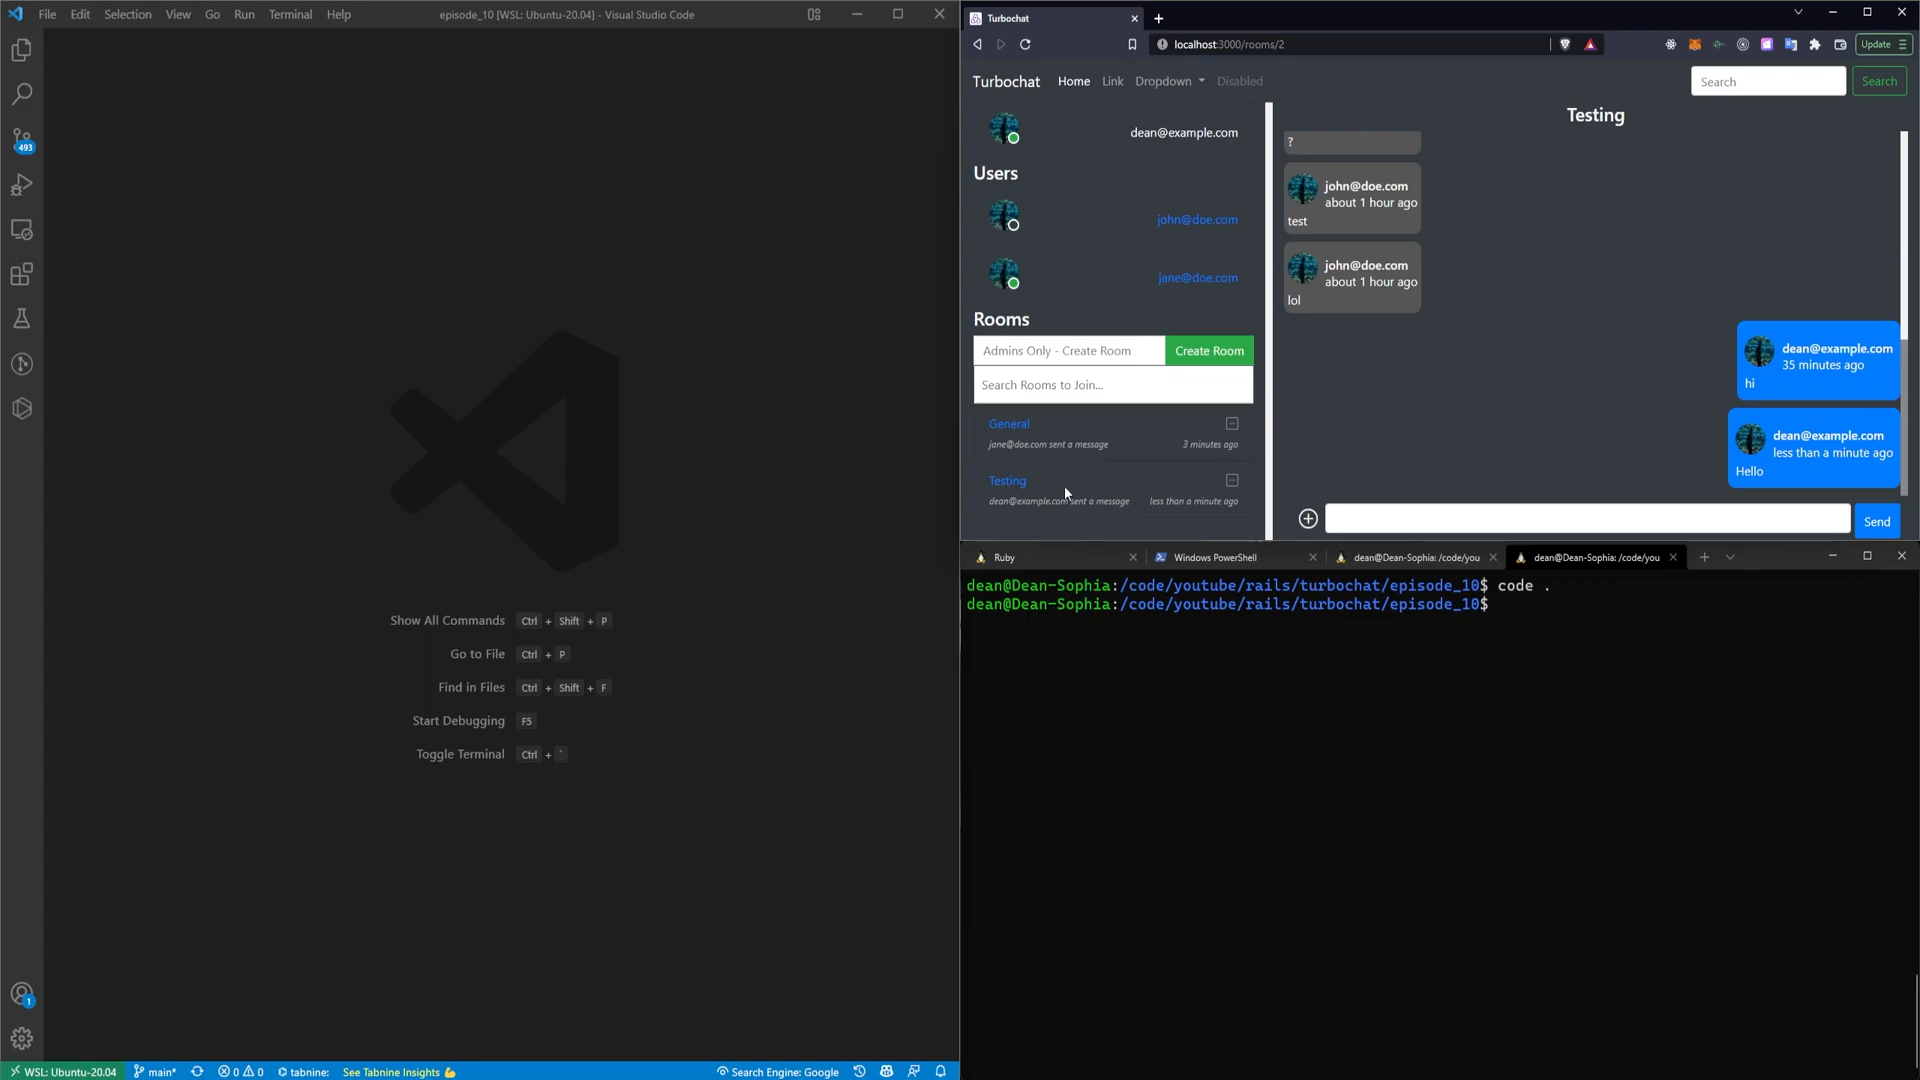 File Edit Selection View Go Run Terminal Help
episode_10 [WSL: Ubuntu-20.04] - Visual Studio Code
493
Show All Commands Ctrl + Shift + P
Go to File Ctrl + P
Find in Files Ctrl + Shift + F
Start Debugging F5
Toggle Terminal Ctrl + `
1
WSL: Ubuntu-20.04 main* 0 0 tabnine: See Tabnine Insights Search Engine: Google
Turbochat
localhost:3000/rooms/2
Update
Turbochat Home Link Dropdown Disabled
Search Search
dean@example.com
Users
john@doe.com
jane@doe.com
Rooms
Admins Only - Create Room Create Room
Search Rooms to Join...
General
jane@doe.com sent a message 3 minutes ago
Testing
dean@example.com sent a message less than a minute ago
Testing
?
john@doe.com
about 1 hour ago
test
john@doe.com
about 1 hour ago
lol
dean@example.com
35 minutes ago
hi
dean@example.com
less than a minute ago
Hello
Send
Ruby Windows PowerShell dean@Dean-Sophia: /code/you dean@Dean-Sophia: /code/you
dean@Dean-Sophia:/code/youtube/rails/turbochat/episode_10$ code .
dean@Dean-Sophia:/code/youtube/rails/turbochat/episode_10$